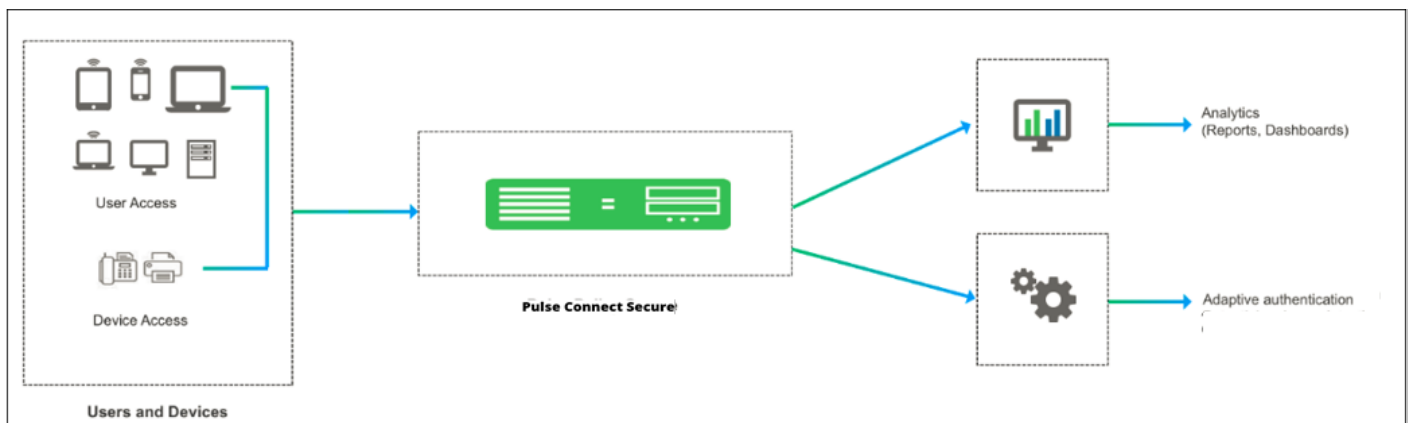 User Access
Device Access
Users and Devices
Pulse Connect Secure
Analytics
(Reports, Dashboards)
Adaptive authentication